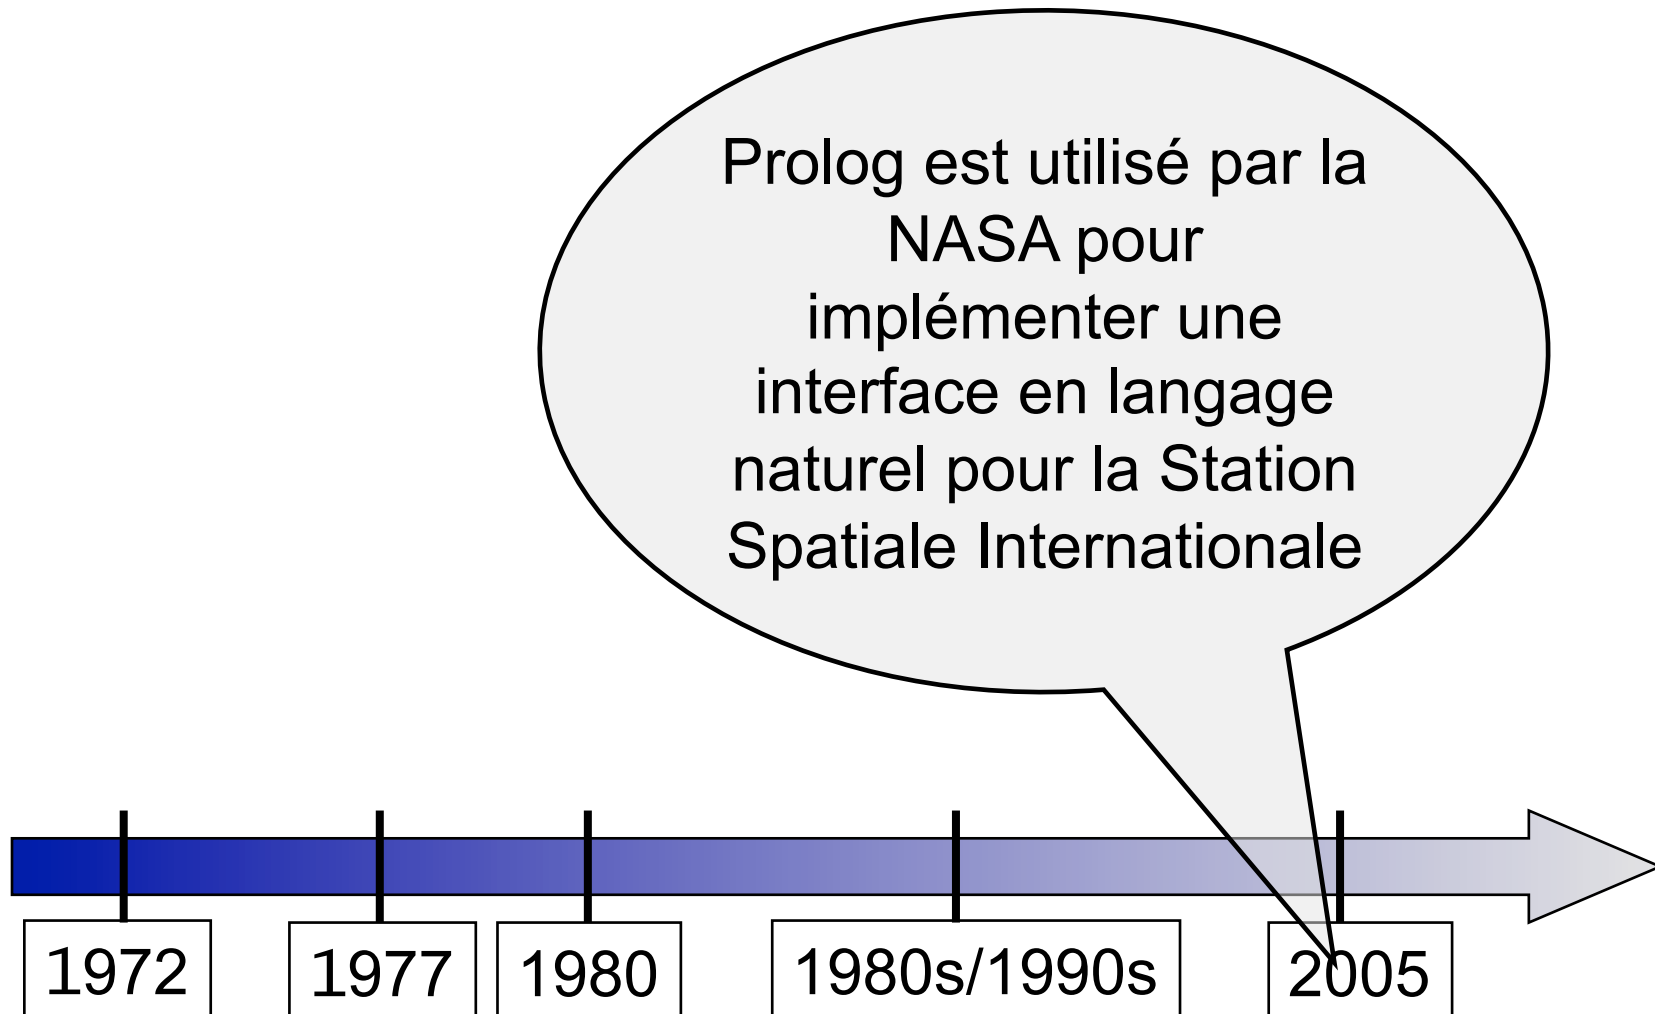 Prolog est utilisé par la
NASA pour
implémenter une
interface en langage
naturel pour la Station
Spatiale Internationale
1972
1977
1980
1980s/1990s
2005